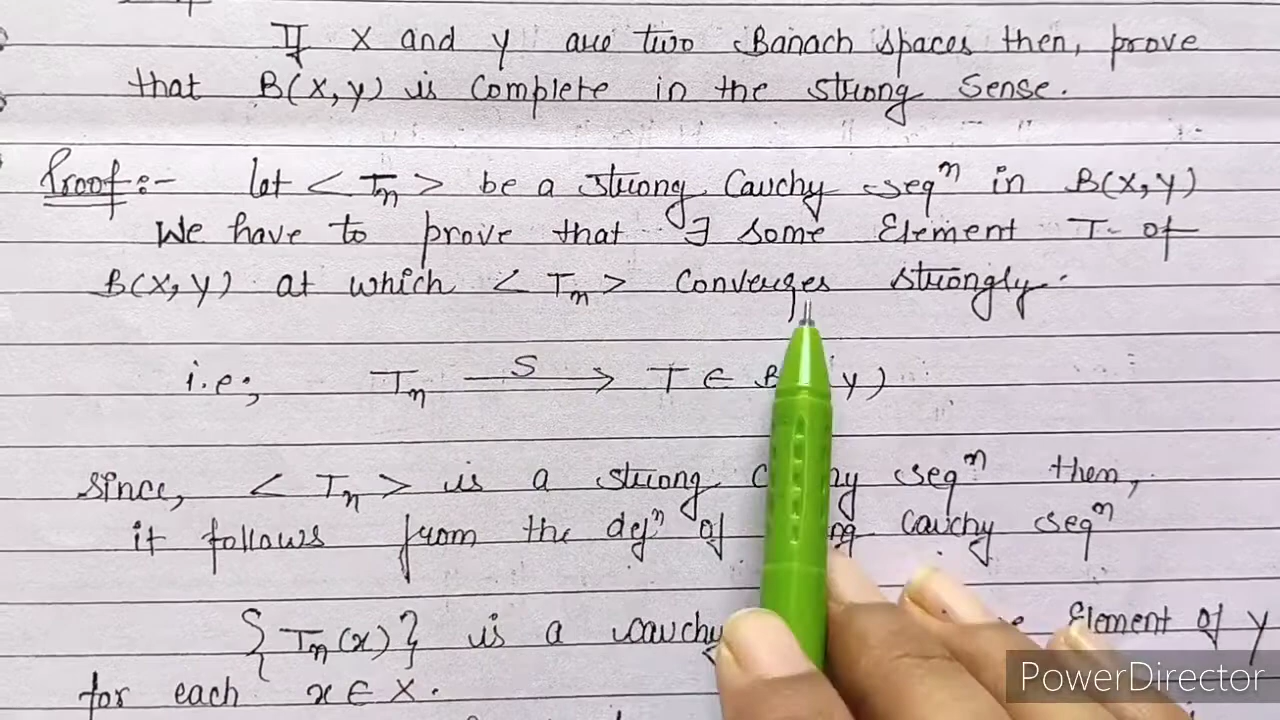 If X and Y are two Banach spaces then, prove
that B(X,Y) is Complete in the strong Sense.
Proof:- let < Tn > be a strong Cauchy seqⁿ in B(X,Y)
We have to prove that ∃ some Element T of
B(X,Y) at which < Tn > Converges strongly.
i.e; Tn —S→ T ∈ B Y)
since, < Tn > is a strong seqⁿ then,
it follows from the defⁿ of Cauchy seqⁿ
{Tn(x)} is a cauchy Element of Y
for each x ∈ X.
PowerDirector